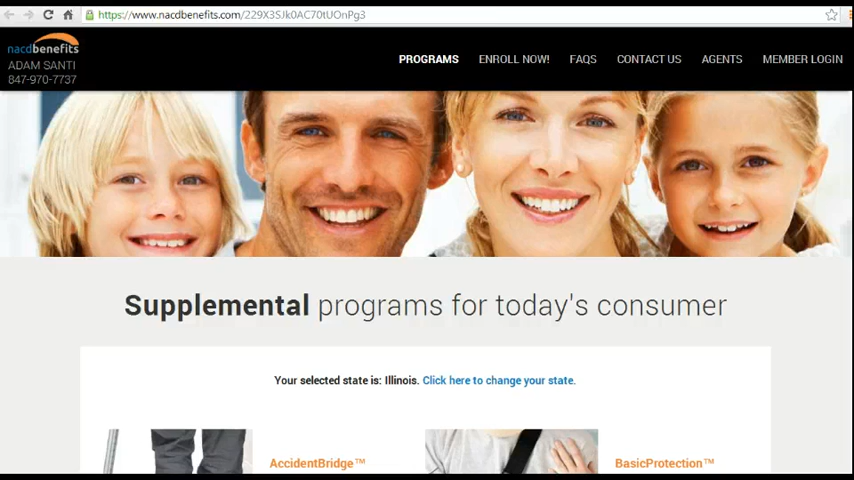 https://www.nacdbenefits.com/229X3SJk0AC70tUOnPg3
nacdbenefits
ADAM SANTI
847-970-7737
PROGRAMS ENROLL NOW! FAQS CONTACT US AGENTS MEMBER LOGIN
Supplemental programs for today's consumer
Your selected state is: Illinois. Click here to change your state.
AccidentBridge™ BasicProtection™